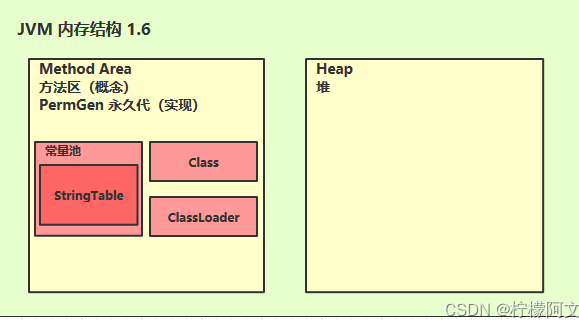 JVM 内存结构 1.6
Method Area
方法区（概念）
PermGen 永久代（实现）
常量池
StringTable
Class
ClassLoader
Heap
堆
CSDN @柠檬阿文